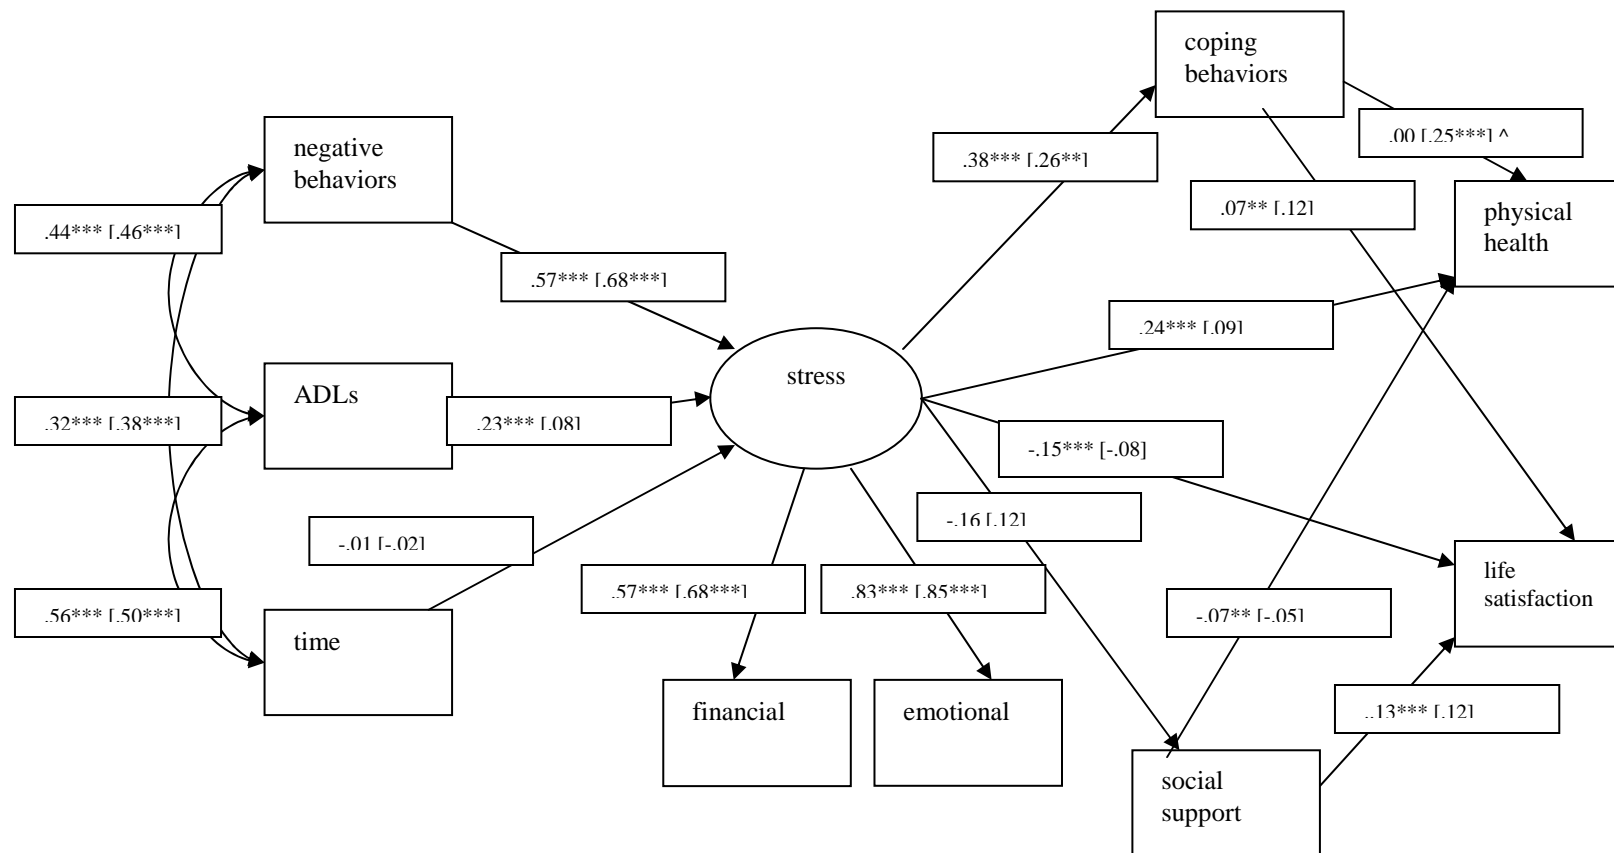 coping
behaviors
.00 [.25***] ^
negative
behaviors
.38*** [.26**]
.07** [.12]
physical
health
.44*** [.46***]
.57*** [.68***]
.24*** [.09]
stress
ADLs
.32*** [.38***]
.23*** [.08]
-.15*** [-.08]
-.16 [.12]
-.01 [-.02]
life
satisfaction
.57*** [.68***]
.83*** [.85***]
.56*** [.50***]
-.07** [-.05]
time
financial
emotional
..13*** [.12]
social
support